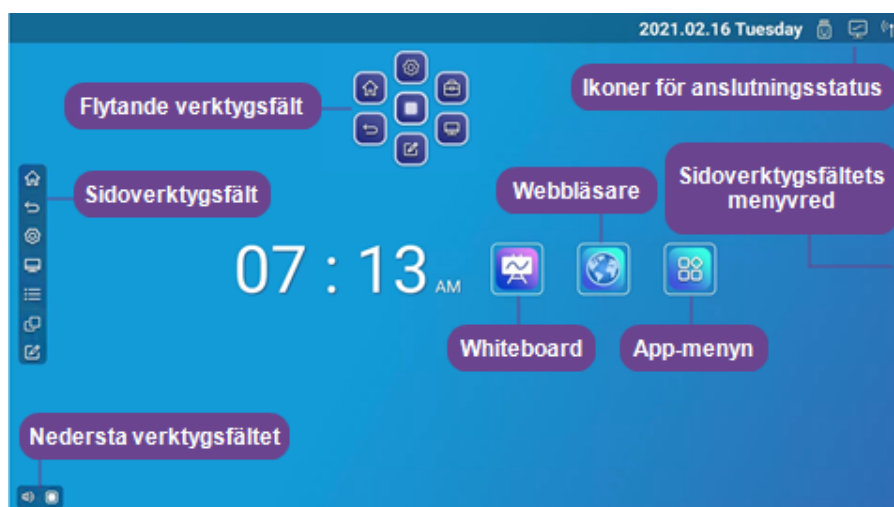 2021.02.16 Tuesday
Flytande verktygsfält
Ikoner för anslutningsstatus
Sidoverktygsfält
Webbläsare
Sidoverktygsfältets
menyvred
07 : 13 AM
Whiteboard
App-menyn
Nedersta verktygsfältet